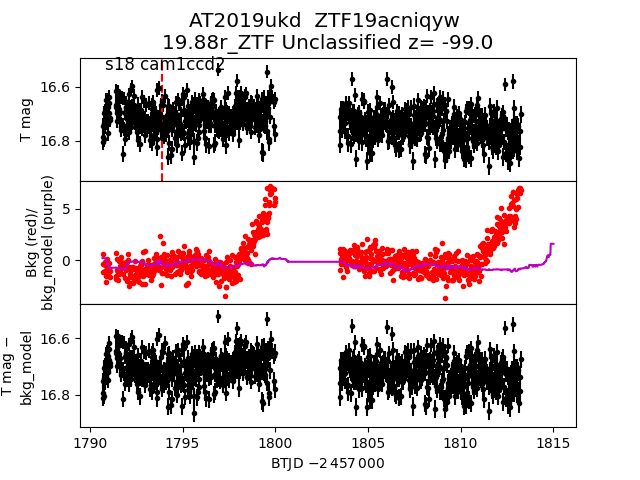 AT2019ukd ZTF19acniqyw
19.88r_ZTF Unclassified z= -99.0
s18 cam1ccd2
T mag
16.6
16.8
Bkg (red)/
bkg_model (purple)
5
0
T mag −
bkg_model
16.6
16.8
1790 1795 1800 1805 1810 1815
BTJD −2 457 000